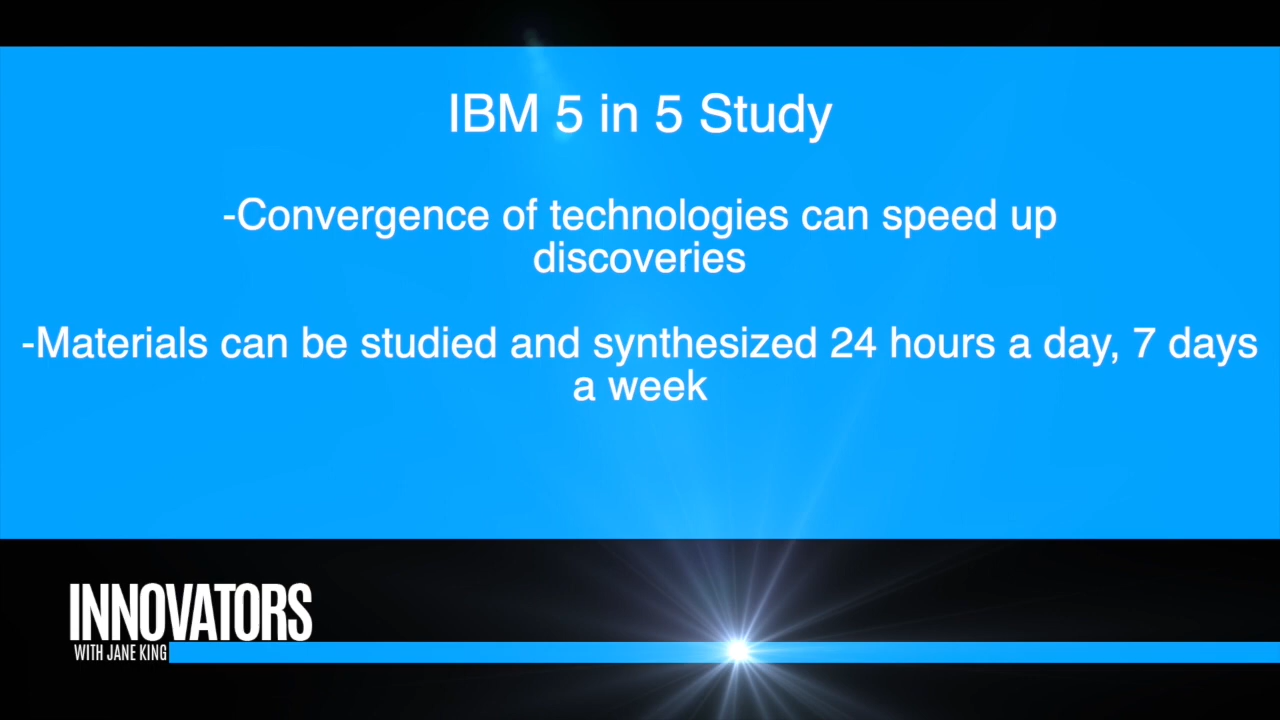 IBM 5 in 5 Study
-Convergence of technologies can speed up
discoveries
-Materials can be studied and synthesized 24 hours a day, 7 days
a week
INNOVATORS
WITH JANE KING